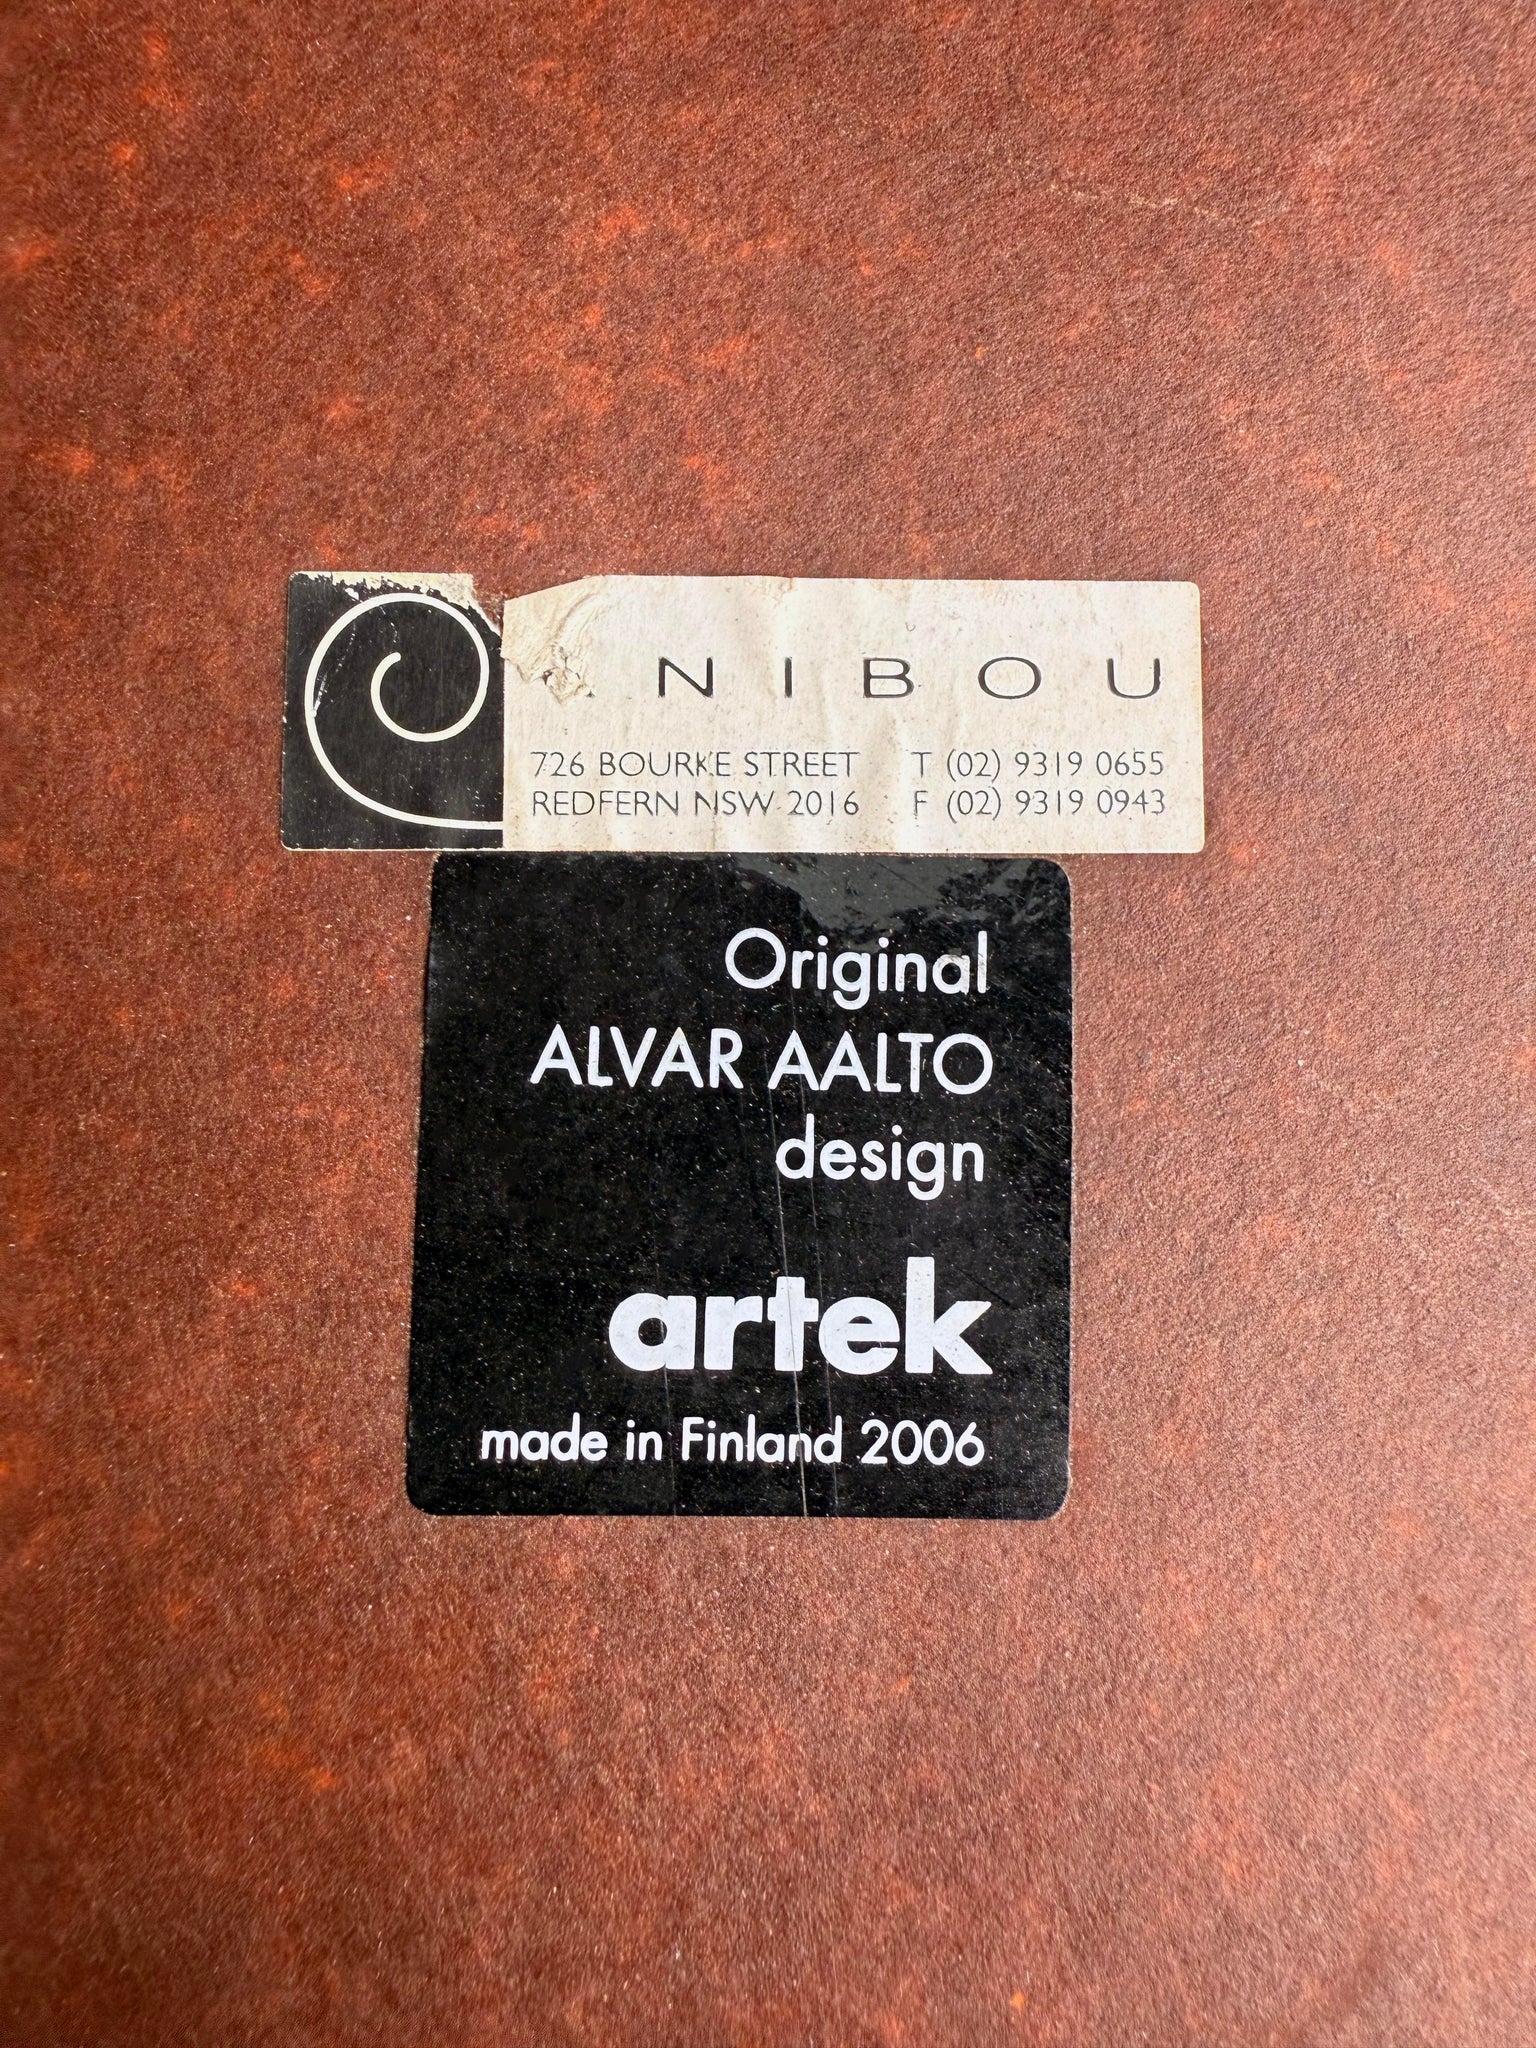 NIBOU
726 BOURKE STREET T (02) 9319 0655
REDFERN NSW 2016 F (02) 9319 0943
Original
ALVAR AALTO
design
artek
made in Finland 2006